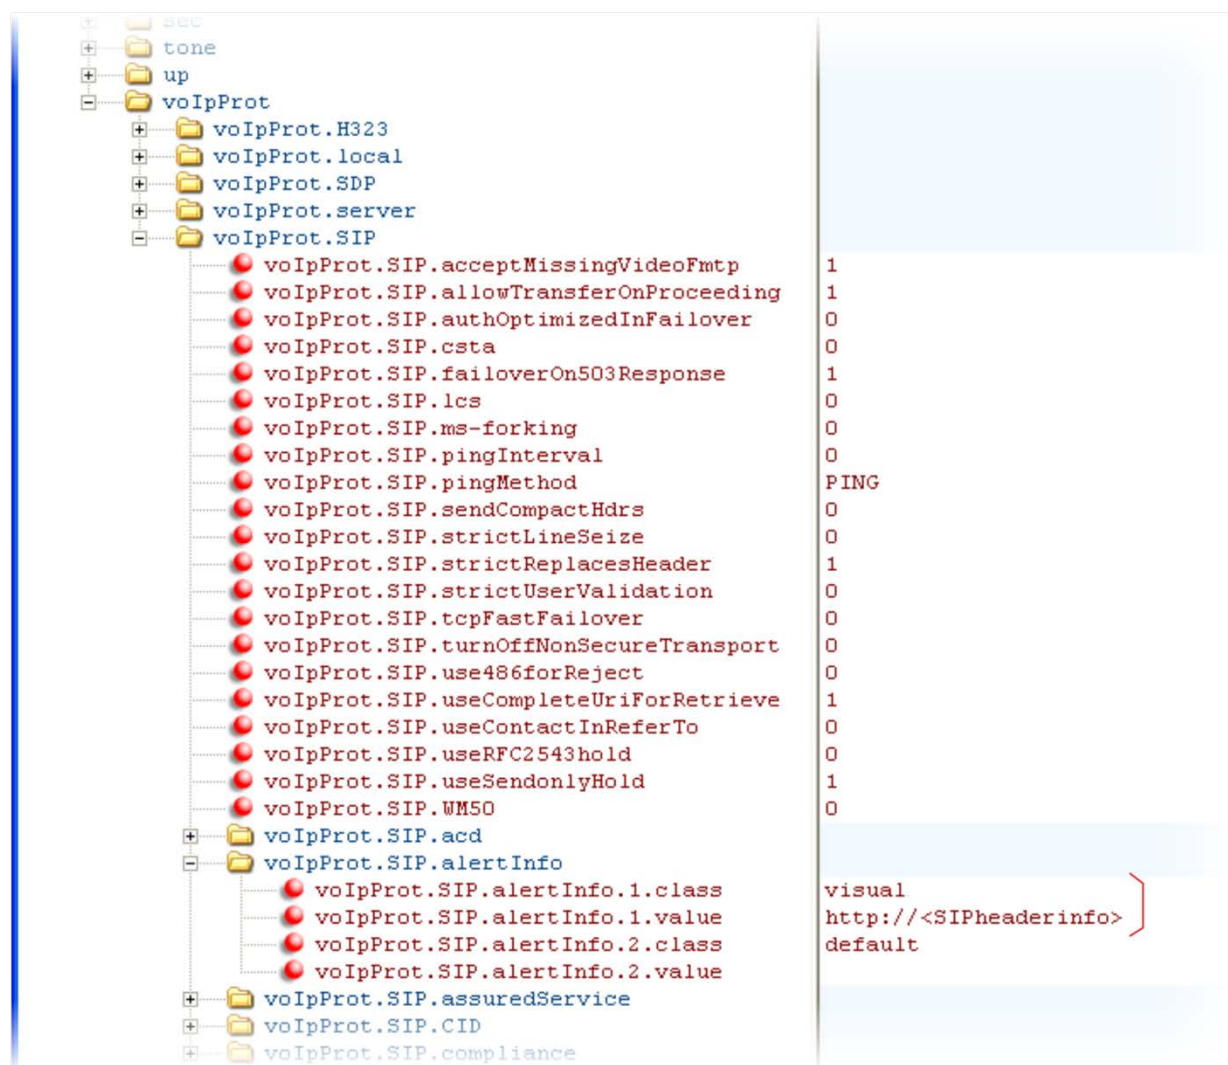 sec
tone
up
voIpProt
voIpProt.H323
voIpProt.local
voIpProt.SDP
voIpProt.server
voIpProt.SIP
voIpProt.SIP.acceptMissingVideoFmtp 1
voIpProt.SIP.allowTransferOnProceeding 1
voIpProt.SIP.authOptimizedInFailover 0
voIpProt.SIP.csta 0
voIpProt.SIP.failoverOn503Response 1
voIpProt.SIP.lcs 0
voIpProt.SIP.ms-forking 0
voIpProt.SIP.pingInterval 0
voIpProt.SIP.pingMethod PING
voIpProt.SIP.sendCompactHdrs 0
voIpProt.SIP.strictLineSeize 0
voIpProt.SIP.strictReplacesHeader 1
voIpProt.SIP.strictUserValidation 0
voIpProt.SIP.tcpFastFailover 0
voIpProt.SIP.turnOffNonSecureTransport 0
voIpProt.SIP.use486forReject 0
voIpProt.SIP.useCompleteUriForRetrieve 1
voIpProt.SIP.useContactInReferTo 0
voIpProt.SIP.useRFC2543hold 0
voIpProt.SIP.useSendonlyHold 1
voIpProt.SIP.WM50 0
voIpProt.SIP.acd
voIpProt.SIP.alertInfo
voIpProt.SIP.alertInfo.1.class visual
voIpProt.SIP.alertInfo.1.value http://<SIPheaderinfo>
voIpProt.SIP.alertInfo.2.class default
voIpProt.SIP.alertInfo.2.value
voIpProt.SIP.assuredService
voIpProt.SIP.CID
voIpProt.SIP.compliance